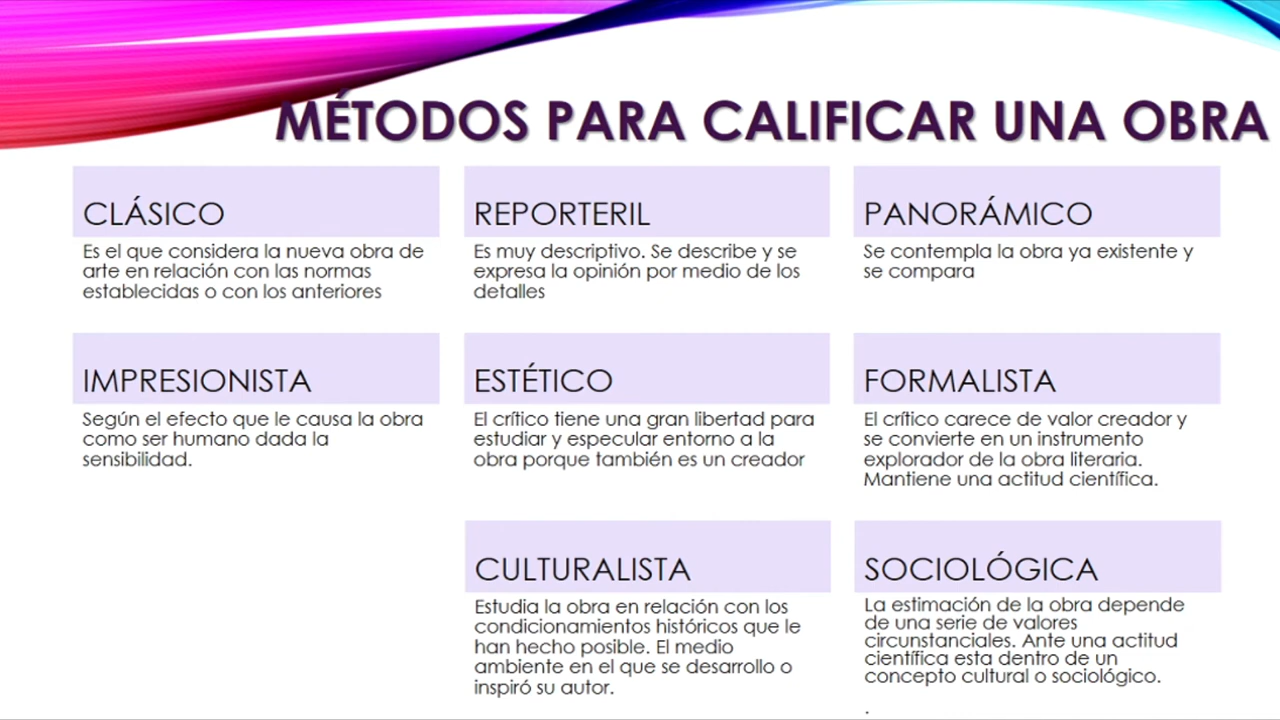 MÉTODOS PARA CALIFICAR UNA OBRA
CLÁSICO
Es el que considera la nueva obra de
arte en relación con las normas
establecidas o con los anteriores
REPORTERIL
Es muy descriptivo. Se describe y se
expresa la opinión por medio de los
detalles
PANORÁMICO
Se contempla la obra ya existente y
se compara
IMPRESIONISTA
Según el efecto que le causa la obra
como ser humano dada la
sensibilidad.
ESTÉTICO
El crítico tiene una gran libertad para
estudiar y especular entorno a la
obra porque también es un creador
FORMALISTA
El crítico carece de valor creador y
se convierte en un instrumento
explorador de la obra literaria.
Mantiene una actitud científica.
CULTURALISTA
Estudia la obra en relación con los
condicionamientos históricos que le
han hecho posible. El medio
ambiente en el que se desarrollo o
inspiró su autor.
SOCIOLÓGICA
La estimación de la obra depende
de una serie de valores
circunstanciales. Ante una actitud
científica esta dentro de un
concepto cultural o sociológico.
.